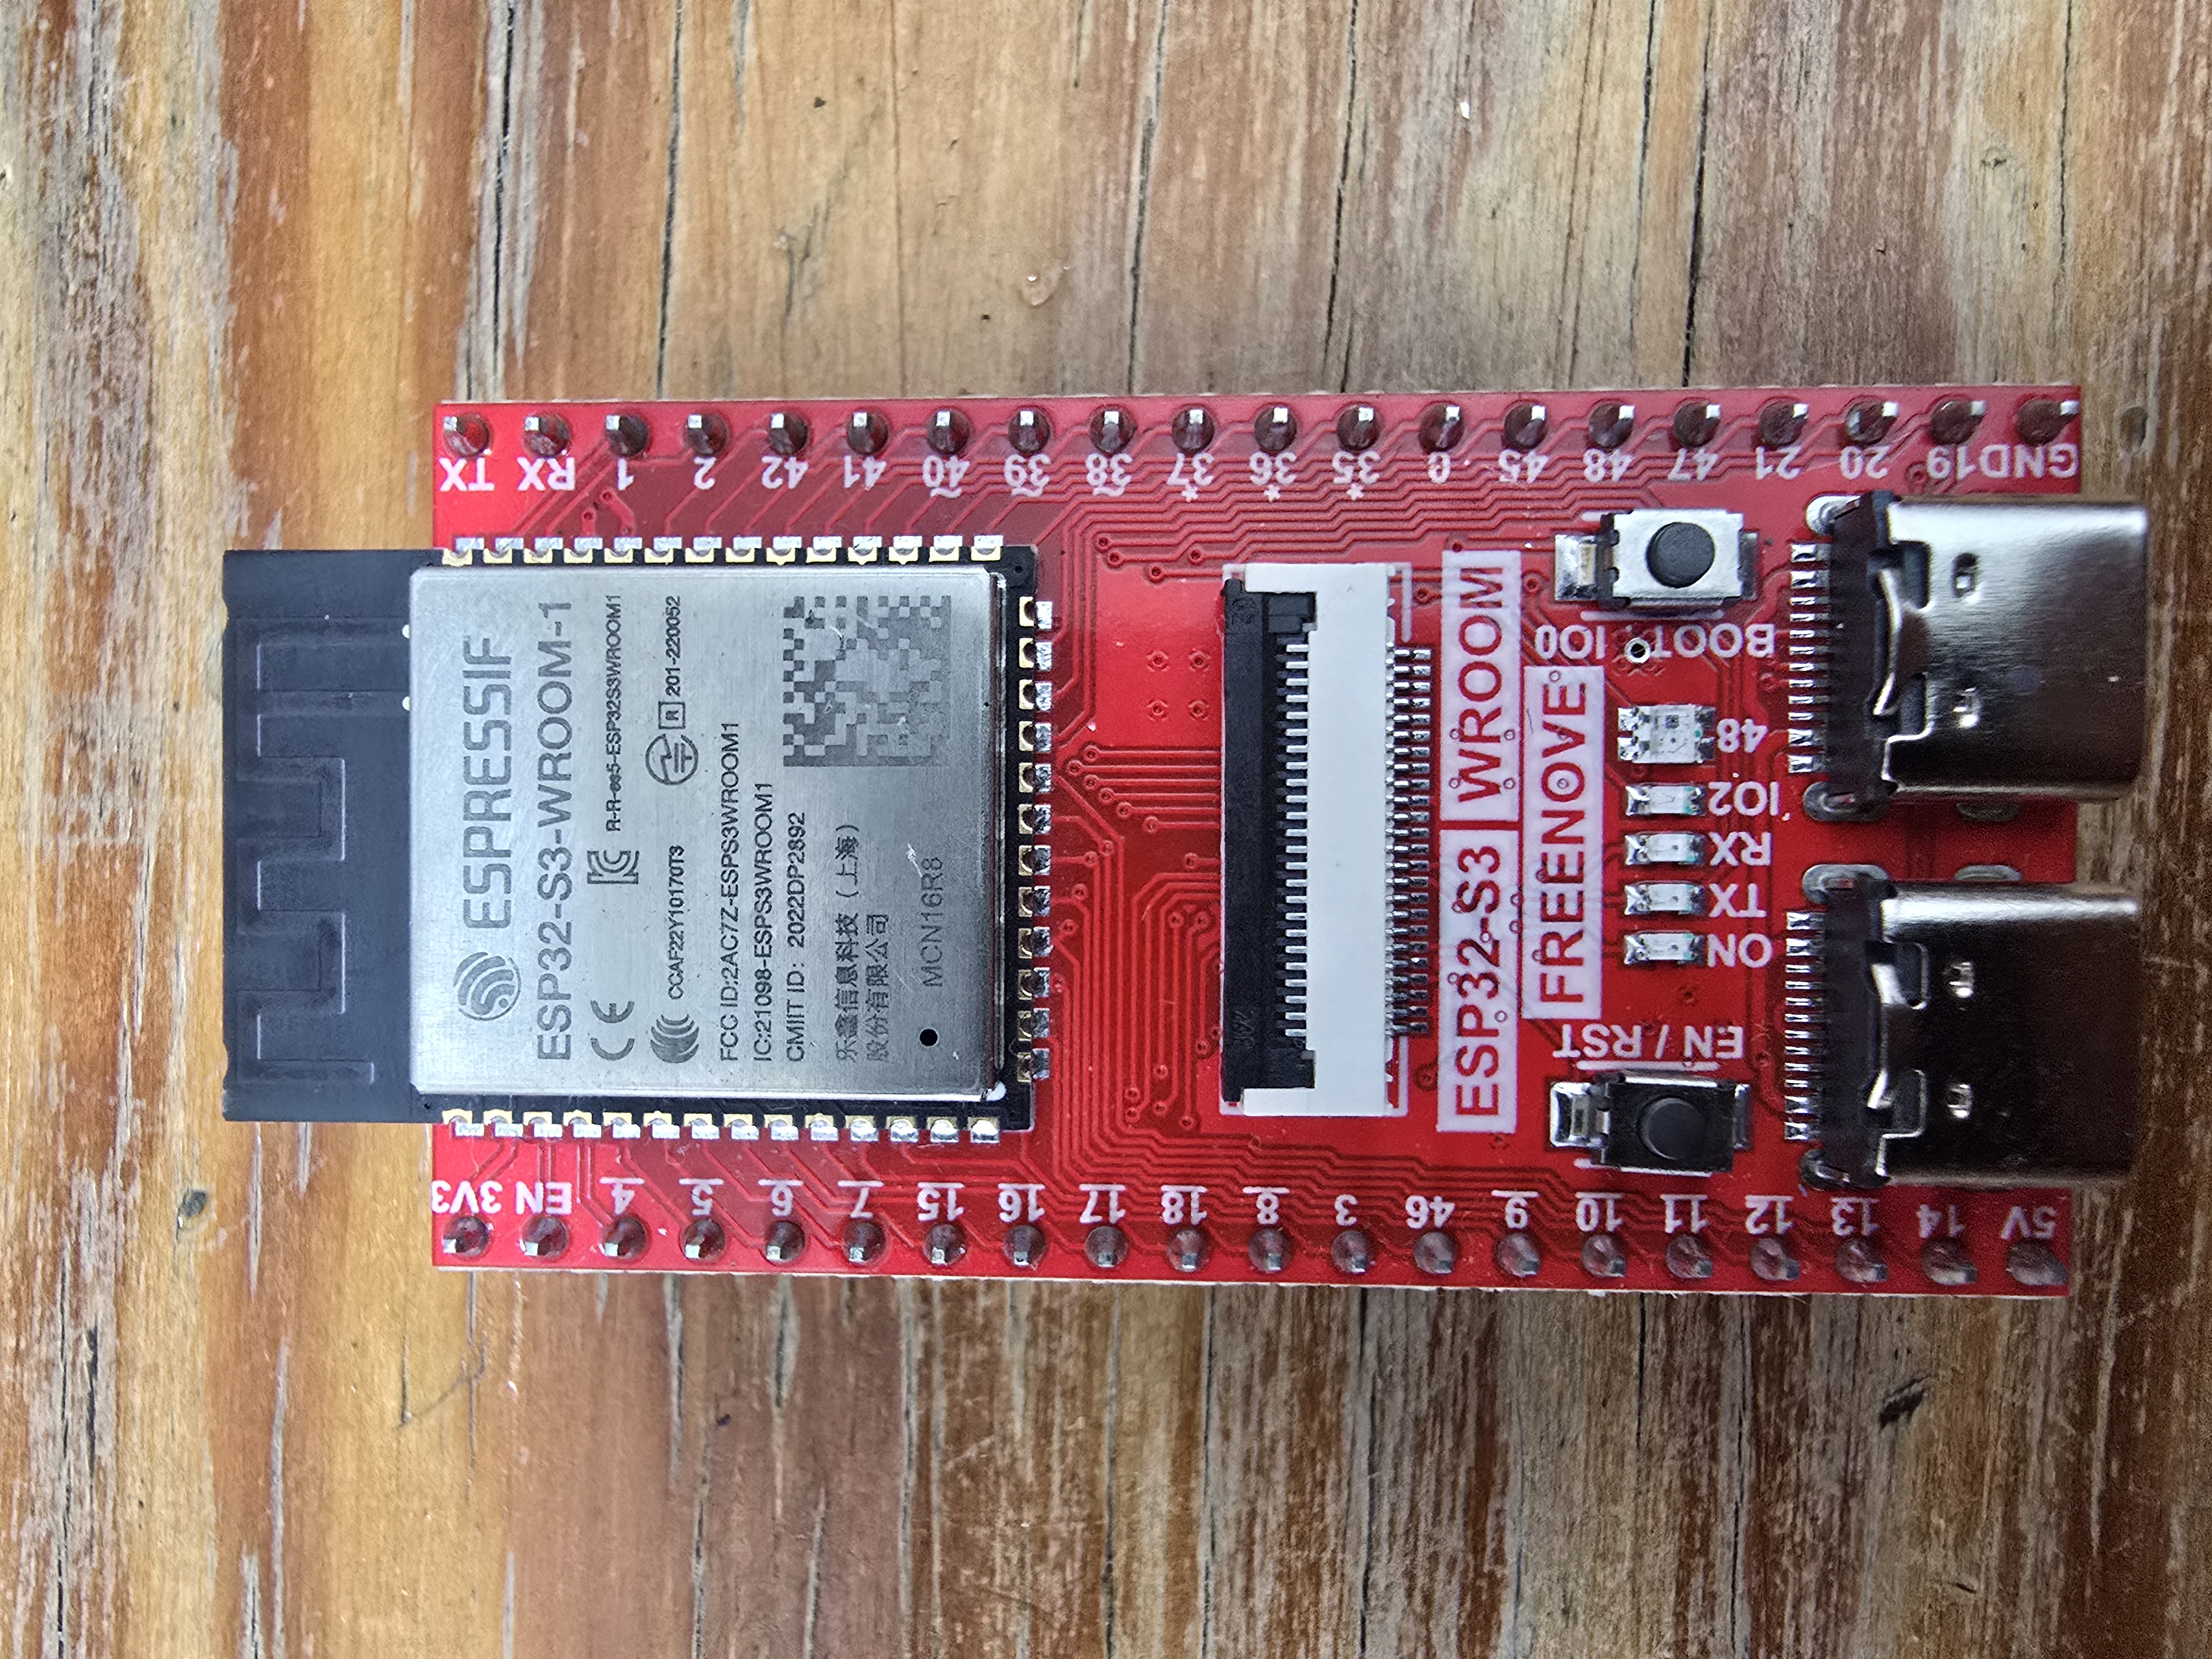 ESPRESSIF
ESP32-S3-WROOM-1
CE
R-R-es5-ESP32S3WROOM1
CCAF22Y10170T3
R 201-220052
FCC ID:2AC7Z-ESPS3WROOM1
IC:21098-ESPS3WROOM1
CMIIT ID: 2022DP2892
乐鑫信息科技（上海）
股份有限公司
MCN16R8
3V3
EN
4
5
6
7
15
16
17
18
8
3
46
9
10
11
12
13
14
5V
TX
RX
1
2
42
41
40
39
38
*37
*36
*35
0
45
48
47
21
20
19
GND
ESP32-S3 WROOM
FREENOVE
EN / RST
ON
TX
RX
IO2
48
BOOT IO0